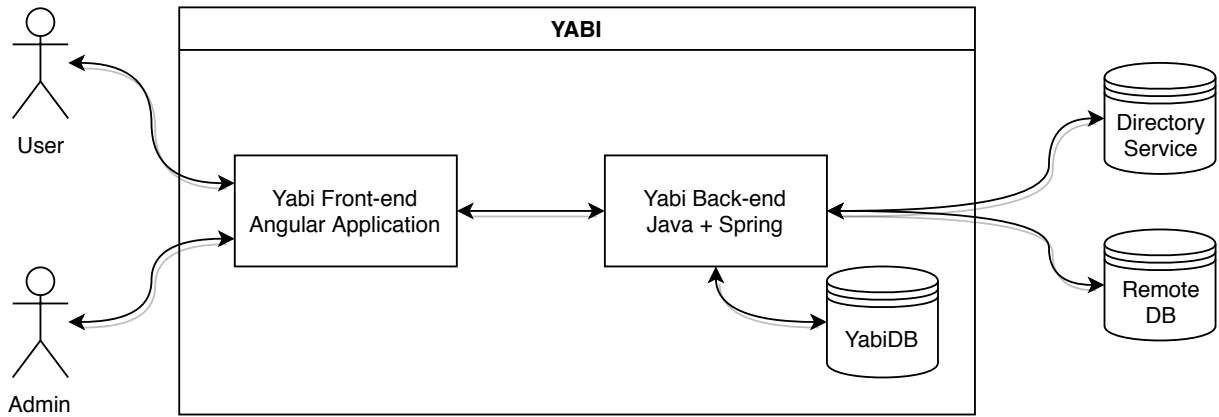 YABI
User
Yabi Front-end
Angular Application
Yabi Back-end
Java + Spring
Directory
Service
Remote
DB
YabiDB
Admin